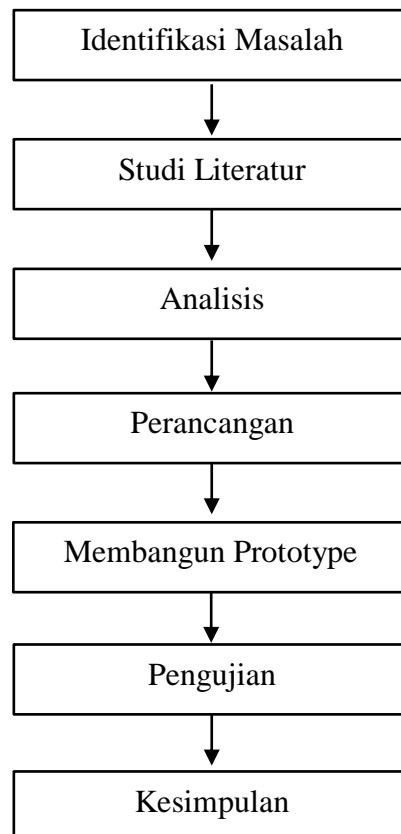 Identifikasi Masalah
Studi Literatur
Analisis
Perancangan
Membangun Prototype
Pengujian
Kesimpulan